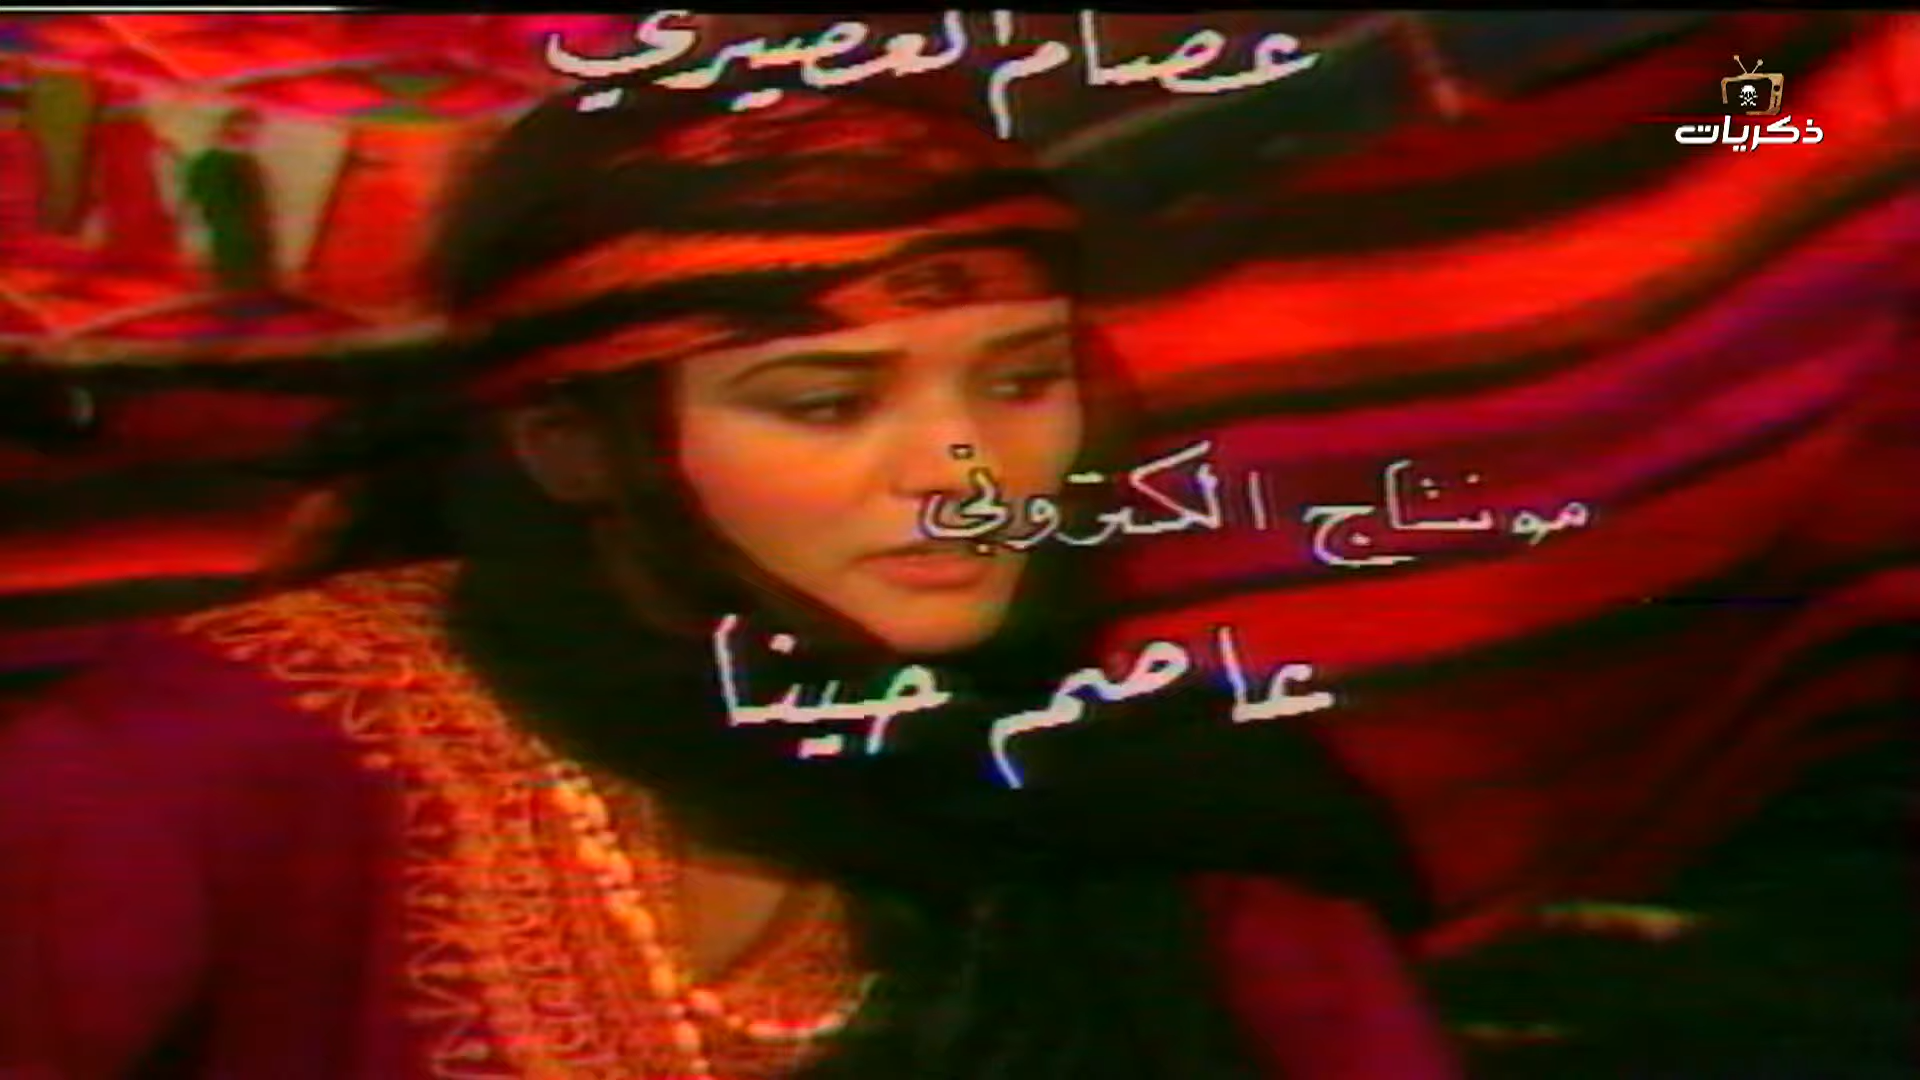 عصام العصيري
ذكريات
مونتاج الكتروني
عاصم حينا